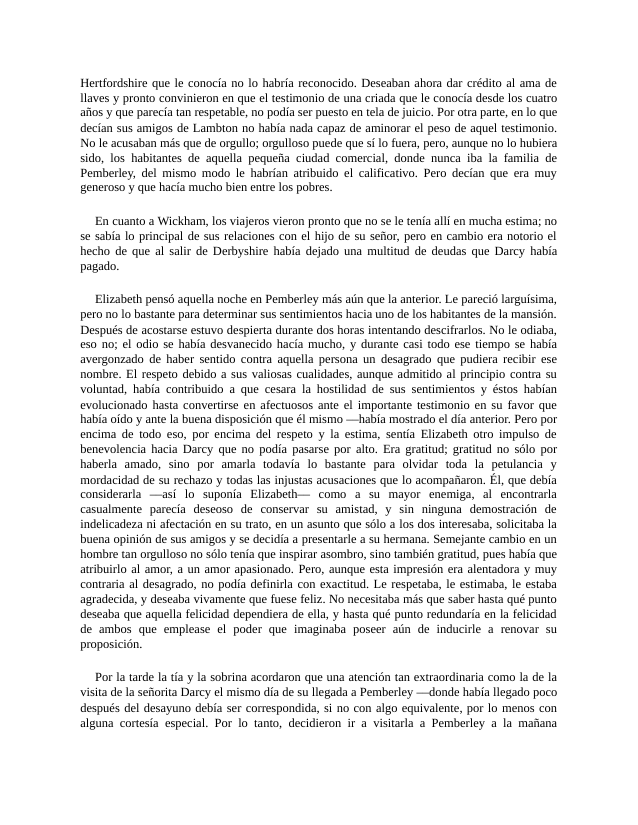 Hertfordshire que le conocía no lo habría reconocido. Deseaban ahora dar crédito al ama de
llaves y pronto convinieron en que el testimonio de una criada que le conocía desde los cuatro
años y que parecía tan respetable, no podía ser puesto en tela de juicio. Por otra parte, en lo que
decían sus amigos de Lambton no había nada capaz de aminorar el peso de aquel testimonio.
No le acusaban más que de orgullo; orgulloso puede que sí lo fuera, pero, aunque no lo hubiera
sido, los habitantes de aquella pequeña ciudad comercial, donde nunca iba la familia de
Pemberley, del mismo modo le habrían atribuido el calificativo. Pero decían que era muy
generoso y que hacía mucho bien entre los pobres.
En cuanto a Wickham, los viajeros vieron pronto que no se le tenía allí en mucha estima; no
se sabía lo principal de sus relaciones con el hijo de su señor, pero en cambio era notorio el
hecho de que al salir de Derbyshire había dejado una multitud de deudas que Darcy había
pagado.
Elizabeth pensó aquella noche en Pemberley más aún que la anterior. Le pareció larguísima,
pero no lo bastante para determinar sus sentimientos hacia uno de los habitantes de la mansión.
Después de acostarse estuvo despierta durante dos horas intentando descifrarlos. No le odiaba,
eso no; el odio se había desvanecido hacía mucho, y durante casi todo ese tiempo se había
avergonzado de haber sentido contra aquella persona un desagrado que pudiera recibir ese
nombre. El respeto debido a sus valiosas cualidades, aunque admitido al principio contra su
voluntad, había contribuido a que cesara la hostilidad de sus sentimientos y éstos habían
evolucionado hasta convertirse en afectuosos ante el importante testimonio en su favor que
había oído y ante la buena disposición que él mismo —había mostrado el día anterior. Pero por
encima de todo eso, por encima del respeto y la estima, sentía Elizabeth otro impulso de
benevolencia hacia Darcy que no podía pasarse por alto. Era gratitud; gratitud no sólo por
haberla amado, sino por amarla todavía lo bastante para olvidar toda la petulancia y
mordacidad de su rechazo y todas las injustas acusaciones que lo acompañaron. Él, que debía
considerarla —así lo suponía Elizabeth— como a su mayor enemiga, al encontrarla
casualmente parecía deseoso de conservar su amistad, y sin ninguna demostración de
indelicadeza ni afectación en su trato, en un asunto que sólo a los dos interesaba, solicitaba la
buena opinión de sus amigos y se decidía a presentarle a su hermana. Semejante cambio en un
hombre tan orgulloso no sólo tenía que inspirar asombro, sino también gratitud, pues había que
atribuirlo al amor, a un amor apasionado. Pero, aunque esta impresión era alentadora y muy
contraria al desagrado, no podía definirla con exactitud. Le respetaba, le estimaba, le estaba
agradecida, y deseaba vivamente que fuese feliz. No necesitaba más que saber hasta qué punto
deseaba que aquella felicidad dependiera de ella, y hasta qué punto redundaría en la felicidad
de ambos que emplease el poder que imaginaba poseer aún de inducirle a renovar su
proposición.
Por la tarde la tía y la sobrina acordaron que una atención tan extraordinaria como la de la
visita de la señorita Darcy el mismo día de su llegada a Pemberley —donde había llegado poco
después del desayuno debía ser correspondida, si no con algo equivalente, por lo menos con
alguna cortesía especial. Por lo tanto, decidieron ir a visitarla a Pemberley a la mañana